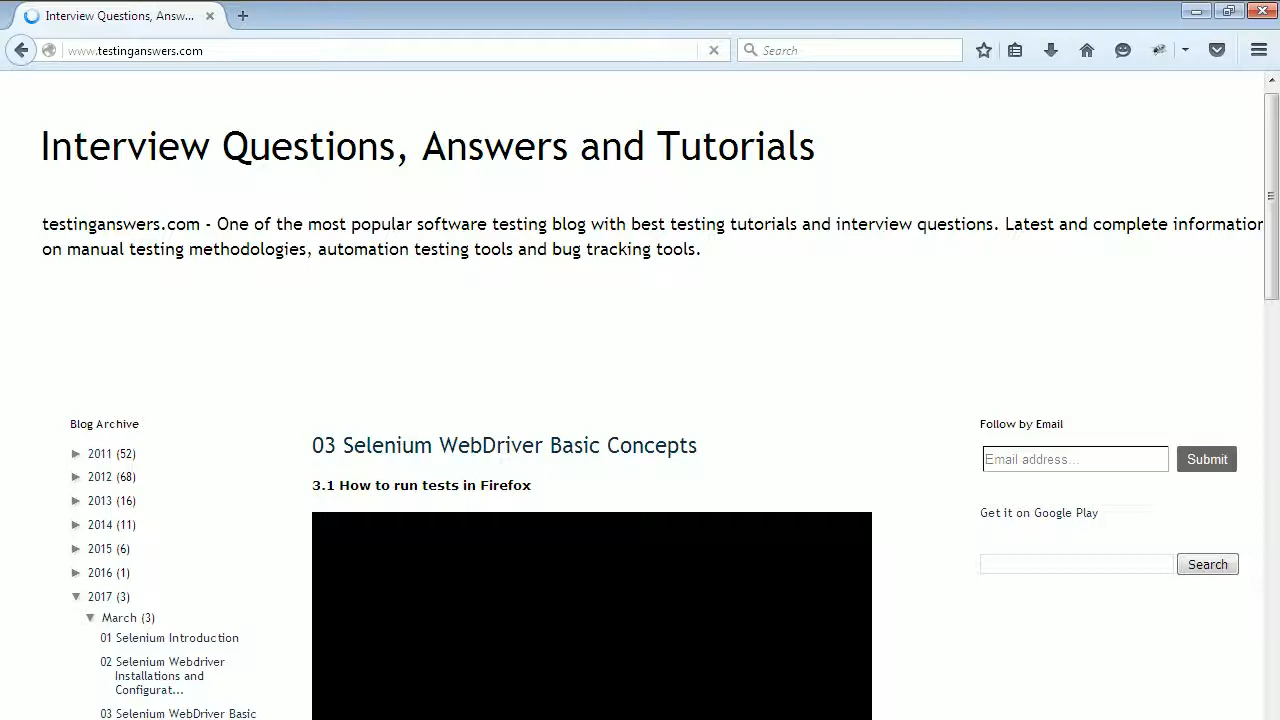 Interview Questions, Answ...
www.testinganswers.com
Search
Interview Questions, Answers and Tutorials
testinganswers.com - One of the most popular software testing blog with best testing tutorials and interview questions. Latest and complete information
on manual testing methodologies, automation testing tools and bug tracking tools.
Blog Archive
2011 (52)
2012 (68)
2013 (16)
2014 (11)
2015 (6)
2016 (1)
2017 (3)
March (3)
01 Selenium Introduction
02 Selenium Webdriver
Installations and
Configurat...
03 Selenium WebDriver Basic
03 Selenium WebDriver Basic Concepts
3.1 How to run tests in Firefox
Follow by Email
Email address...
Submit
Get it on Google Play
Search